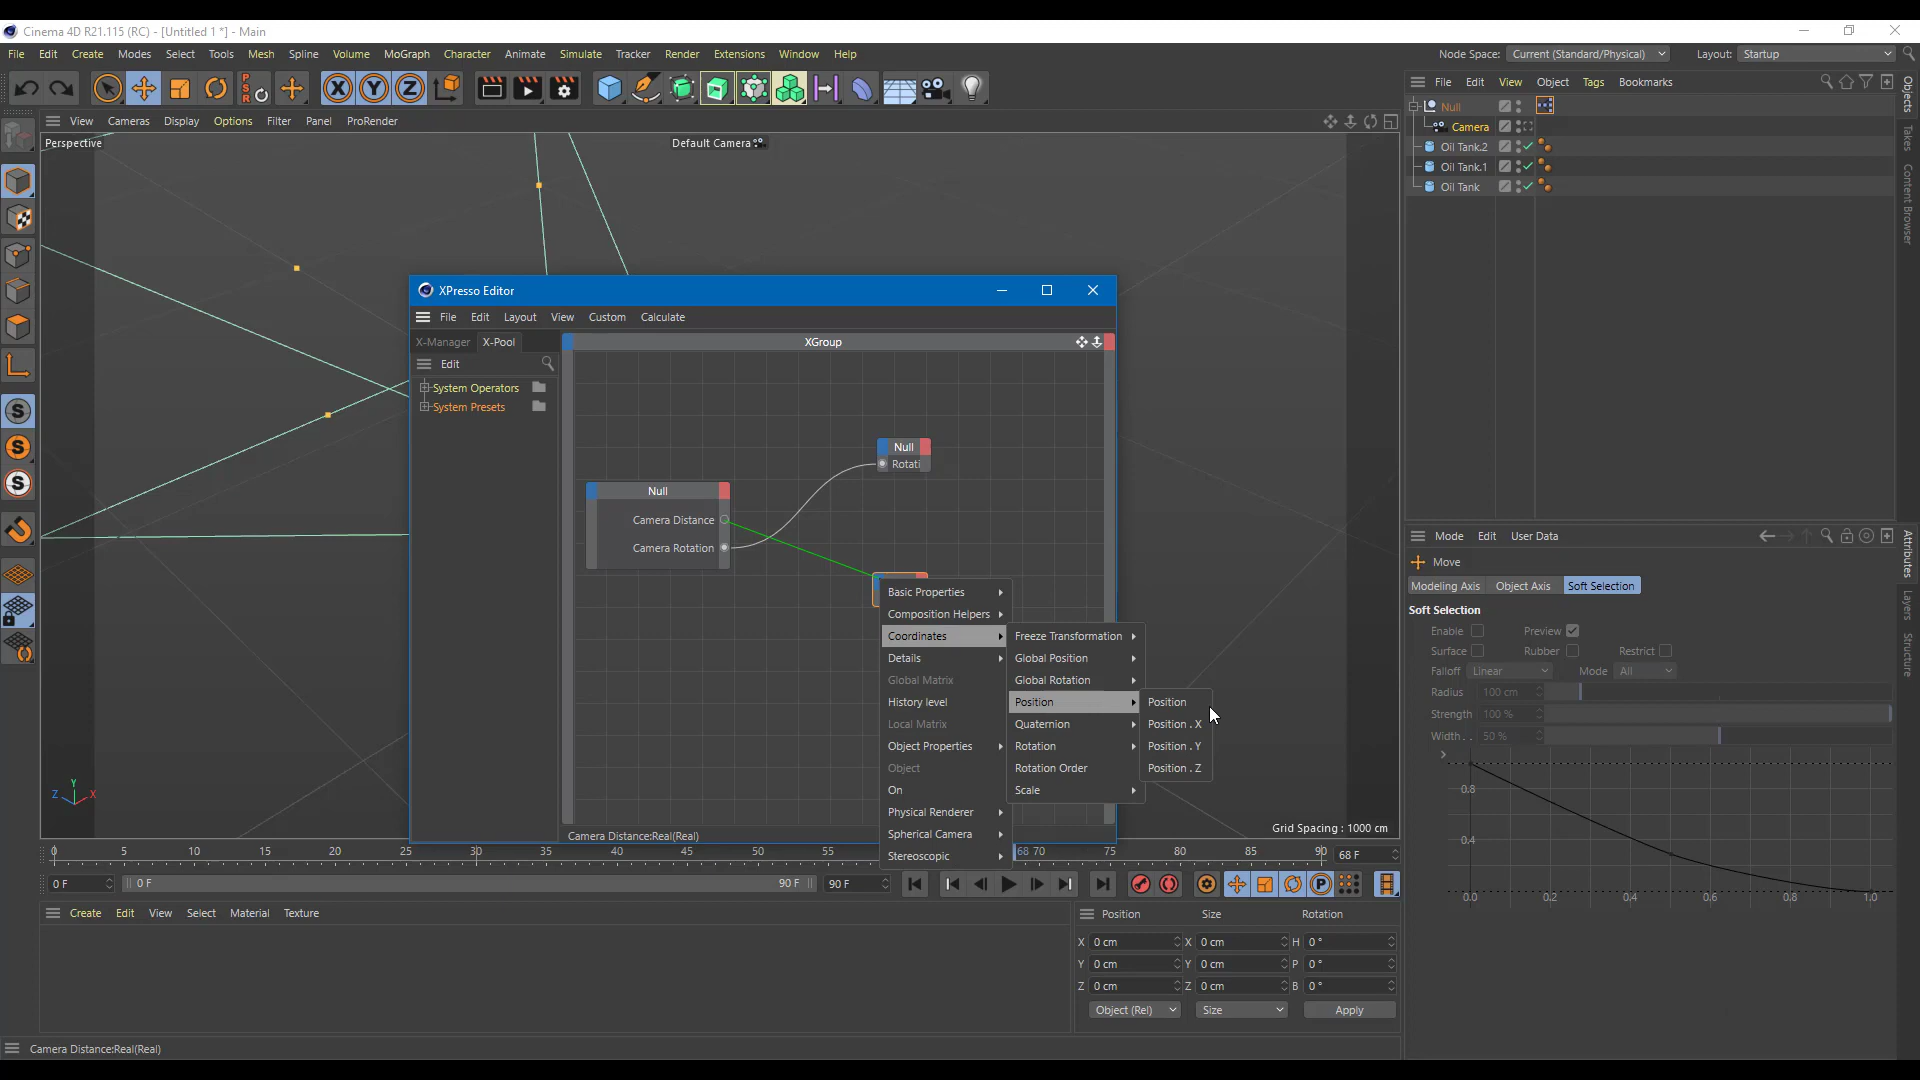 Cinema 4D R21.115 (RC) - [Untitled 1 *] - Main
File Edit Create Modes Select Tools Mesh Spline Volume MoGraph Character Animate Simulate Tracker Render Extensions Window Help
Node Space: Current (Standard/Physical) Layout: Startup
File Edit View Object Tags Bookmarks
Objects
Takes
Content Browser
Null
Camera
Oil Tank.2
Oil Tank.1
Oil Tank
View Cameras Display Options Filter Panel ProRender
Perspective
Default Camera
XPresso Editor
File Edit Layout View Custom Calculate
X-Manager X-Pool
Edit
System Operators
System Presets
XGroup
Null
Rotati
Null
Camera Distance
Camera Rotation
Basic Properties
Composition Helpers
Coordinates
Details
Global Matrix
History level
Local Matrix
Object Properties
Object
On
Physical Renderer
Spherical Camera
Stereoscopic
Freeze Transformation
Global Position
Global Rotation
Position
Quaternion
Rotation
Rotation Order
Scale
Position
Position . X
Position . Y
Position . Z
Camera Distance:Real(Real)
Grid Spacing : 1000 cm
Y
Z X
0 5 10 15 20 25 30 35 40 45 50 55 68 70 75 80 85 90 68 F
0 F 0 F 90 F 90 F
P
Create Edit View Select Material Texture
Position Size Rotation
X 0 cm X 0 cm H 0 °
Y 0 cm Y 0 cm P 0 °
Z 0 cm Z 0 cm B 0 °
Object (Rel) Size Apply
Camera Distance:Real(Real)
Mode Edit User Data
Attributes
Layers
Structure
Move
Modeling Axis Object Axis Soft Selection
Soft Selection
Enable Preview
Surface Rubber Restrict
Falloff Linear Mode All
Radius 100 cm
Strength 100 %
Width . . 50 %
0.8
0.4
0.0 0.2 0.4 0.6 0.8 1.0
X Y Z
PSR
S
S
S